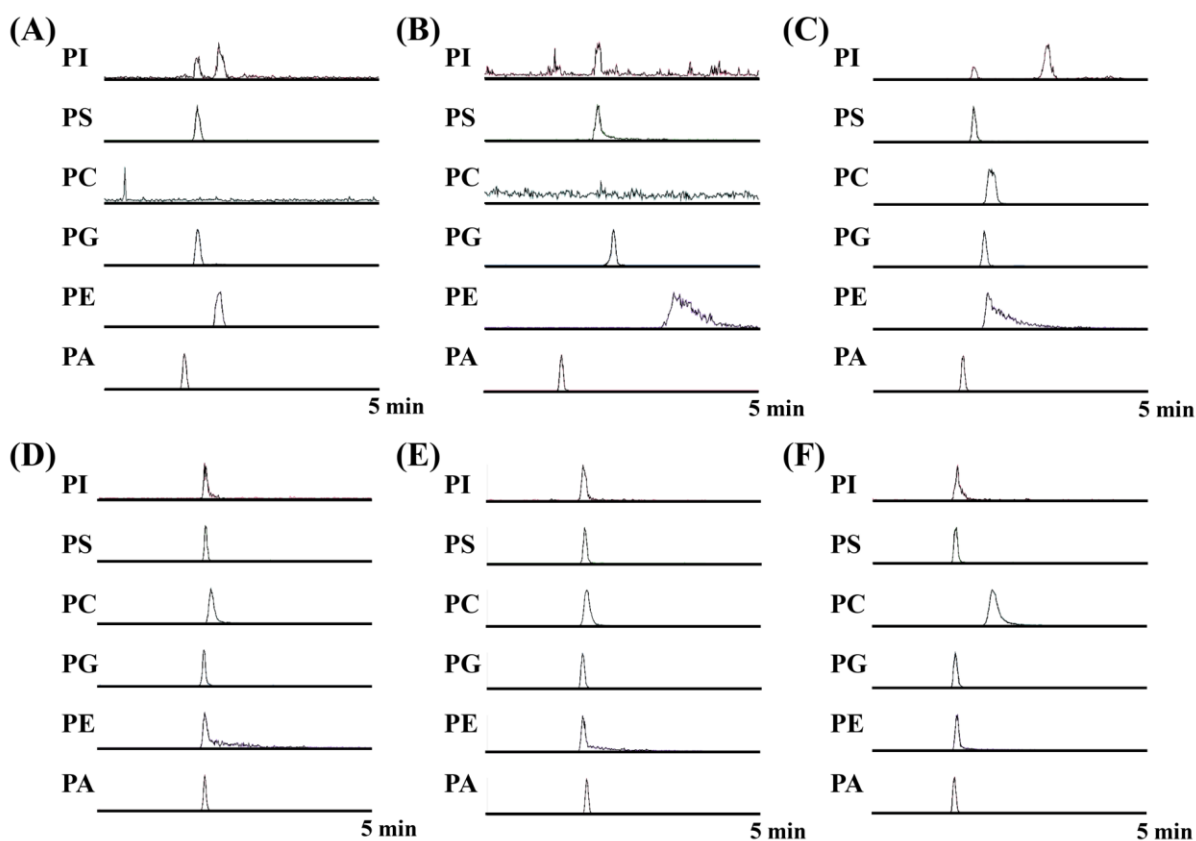 (A) (B) (C)
PI PI PI
PS PS PS
PC PC PC
PG PG PG
PE PE PE
PA PA PA
5 min 5 min 5 min
(D) (E) (F)
PI PI PI
PS PS PS
PC PC PC
PG PG PG
PE PE PE
PA PA PA
5 min 5 min 5 min